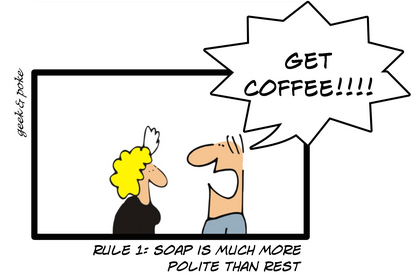 GET
COFFEE!!!!
geek & poke
RULE 1: SOAP IS MUCH MORE
POLITE THAN REST